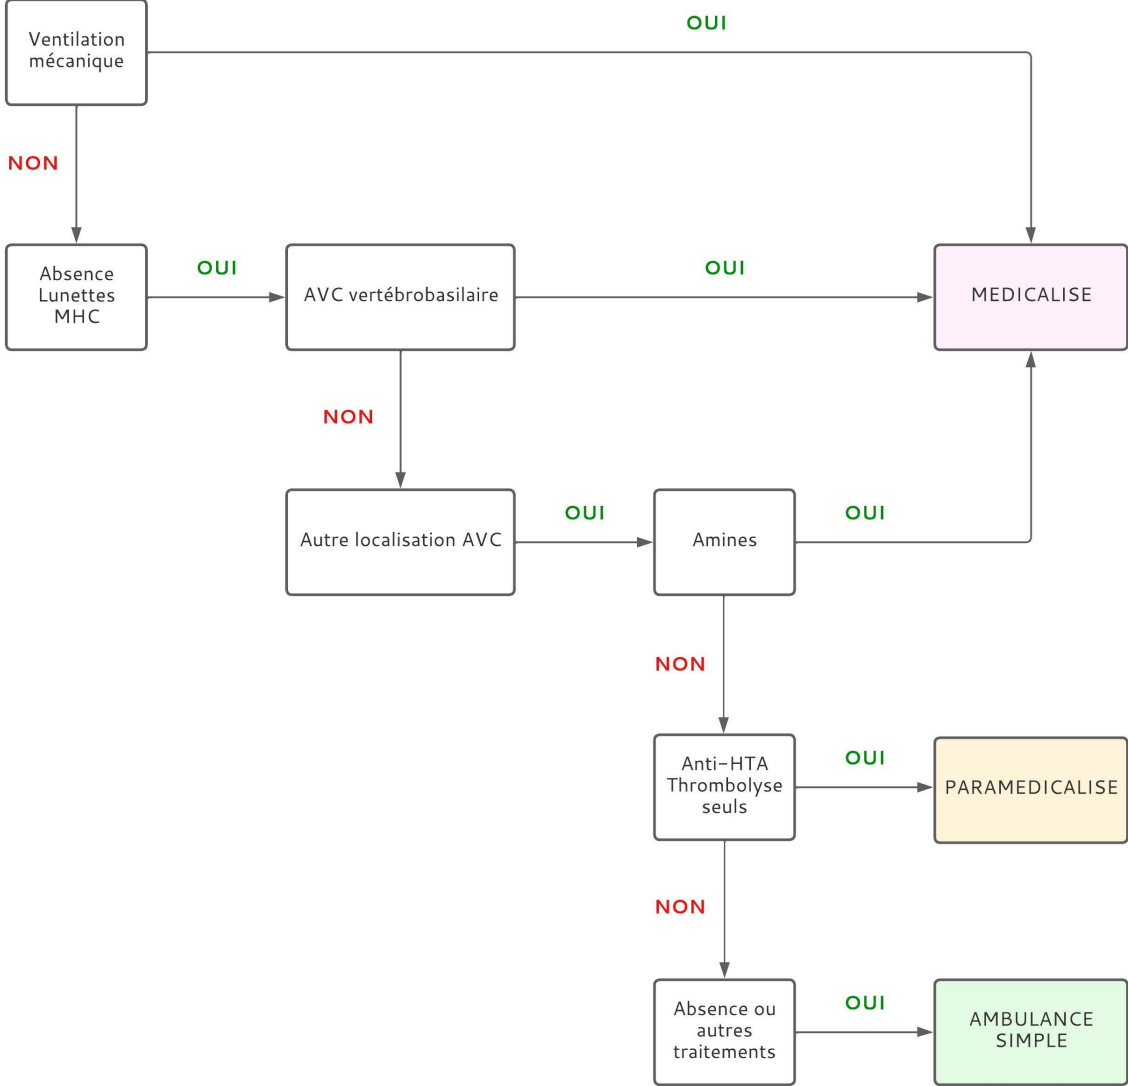 OUI
Ventilation
mécanique
NON
Absence
Lunettes
MHC
OUI
AVC vertébrobasilaire
OUI
MEDICALISE
NON
Autre localisation AVC
OUI
Amines
OUI
NON
Anti-HTA
Thrombolyse
seuls
OUI
PARAMEDICALISE
NON
Absence ou
autres
traitements
OUI
AMBULANCE
SIMPLE